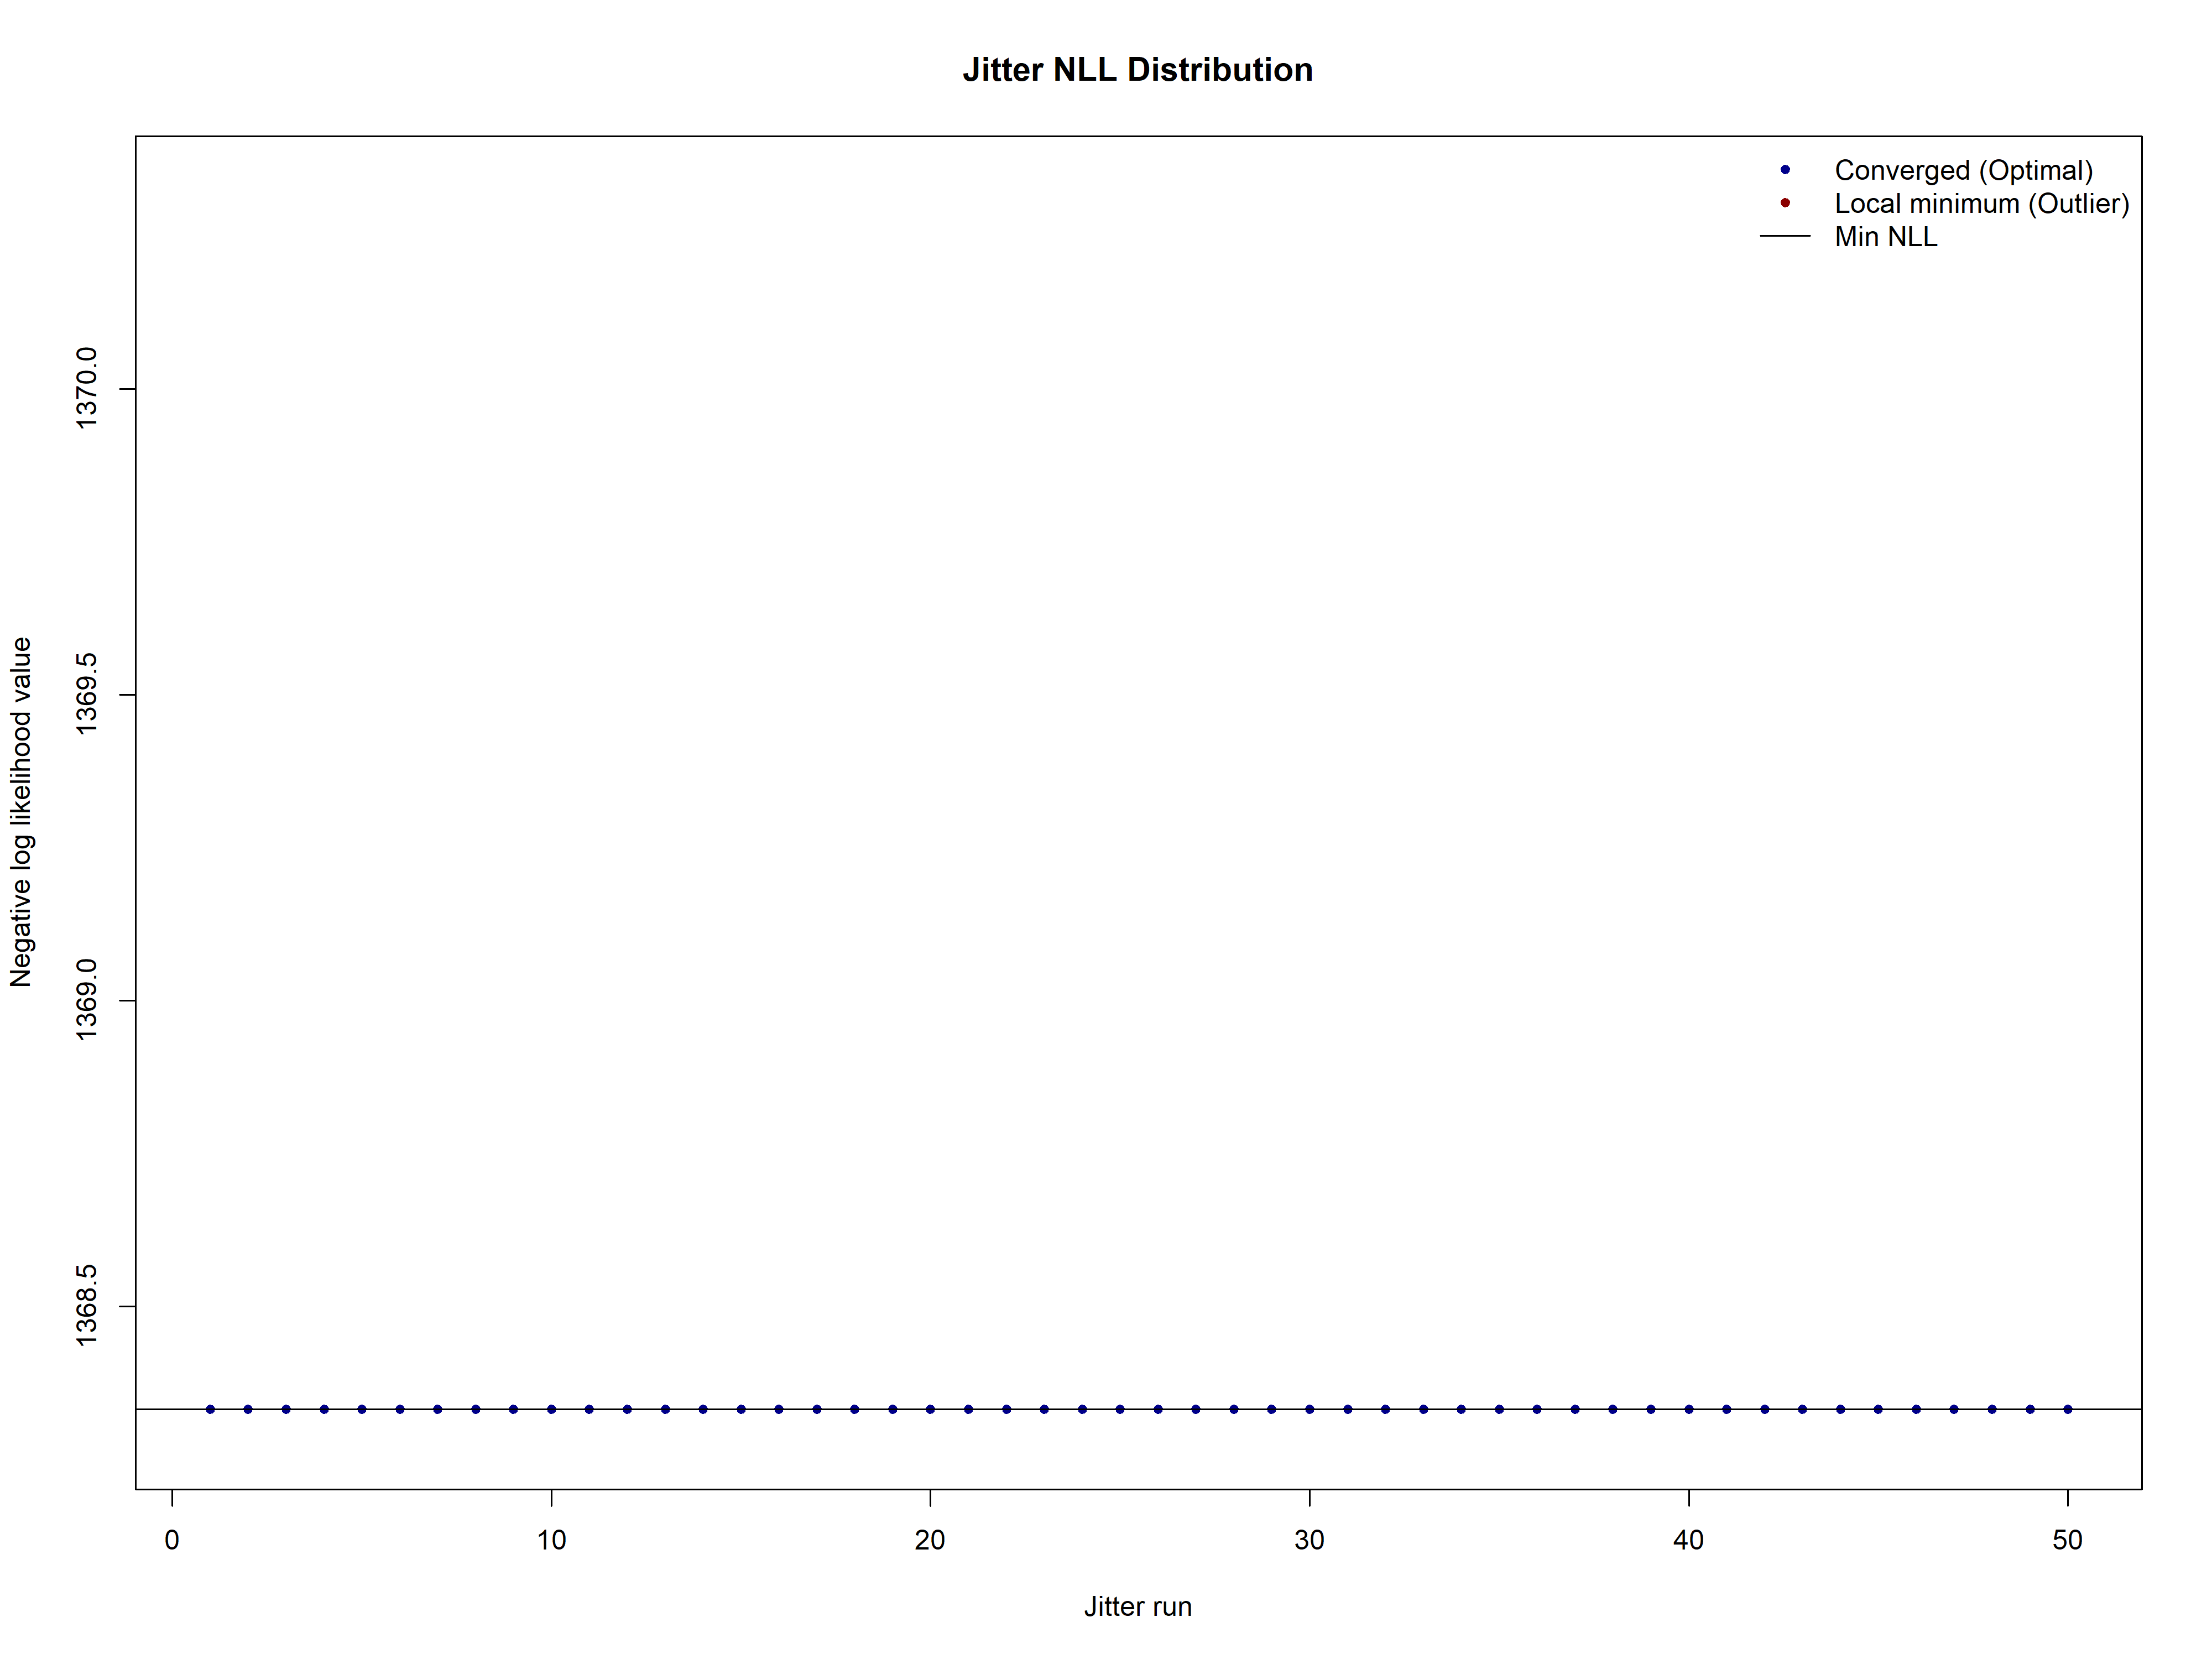 Jitter NLL Distribution
Converged (Optimal)
Local minimum (Outlier)
Min NLL
Negative log likelihood value
1370.0
1369.5
1369.0
1368.5
0 10 20 30 40 50
Jitter run